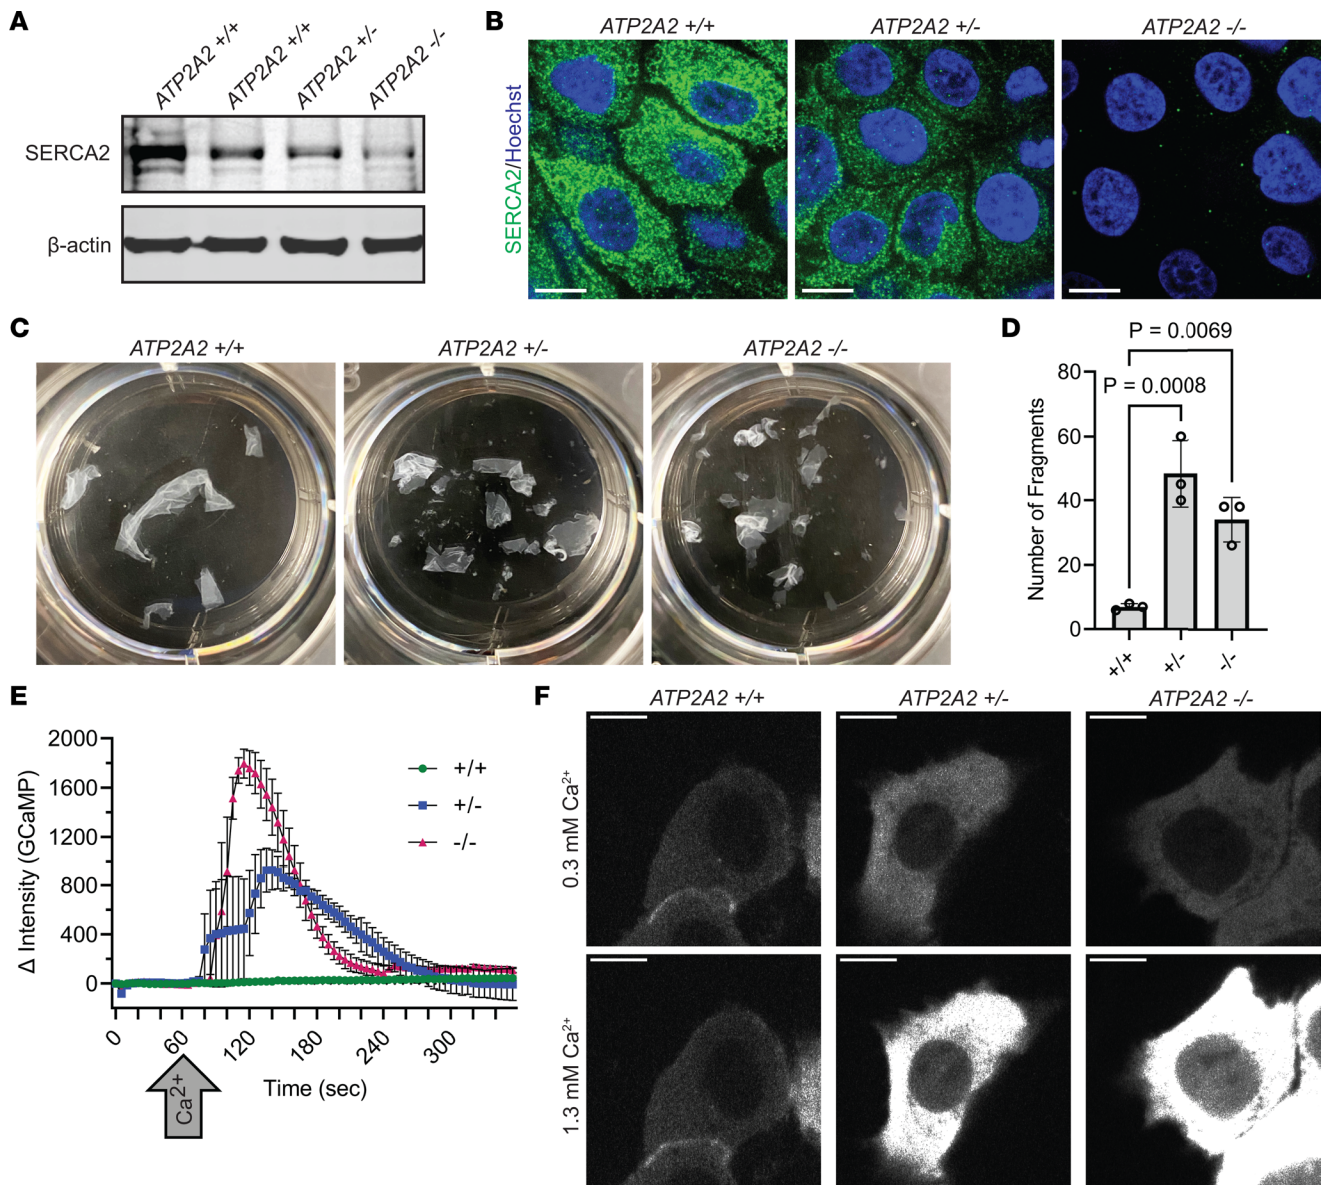 A
ATP2A2 +/+
ATP2A2 +/+
ATP2A2 +/-
ATP2A2 -/-
SERCA2
β-actin
B
ATP2A2 +/+
ATP2A2 +/-
ATP2A2 -/-
SERCA2/Hoechst
C
ATP2A2 +/+
ATP2A2 +/-
ATP2A2 -/-
D
P = 0.0069
P = 0.0008
Number of Fragments
80
60
40
20
0
+/+
+/-
-/-
E
Δ Intensity (GCaMP)
2000
1600
1200
800
400
0
+/+
+/-
-/-
0
60
120
180
240
300
Time (sec)
Ca2+
F
ATP2A2 +/+
ATP2A2 +/-
ATP2A2 -/-
0.3 mM Ca2+
1.3 mM Ca2+